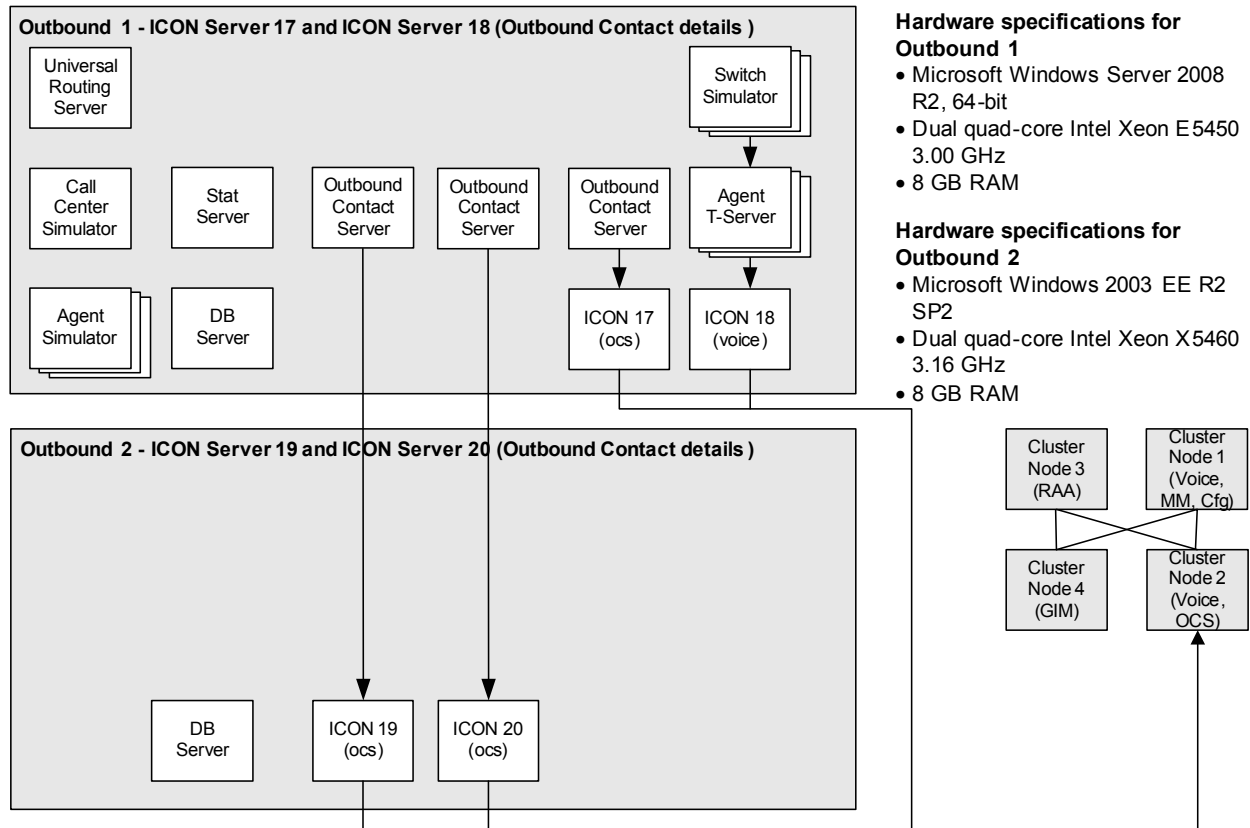 Outbound 1 - ICON Server 17 and ICON Server 18 (Outbound Contact details )
Universal
Routing
Server
Switch
Simulator
Call
Center
Simulator
Stat
Server
Outbound
Contact
Server
Outbound
Contact
Server
Outbound
Contact
Server
Agent
T-Server
Agent
Simulator
DB
Server
ICON 17
(ocs)
ICON 18
(voice)
Hardware specifications for
Outbound 1
• Microsoft Windows Server 2008
R2, 64-bit
• Dual quad-core Intel Xeon E5450
3.00 GHz
• 8 GB RAM
Hardware specifications for
Outbound 2
• Microsoft Windows 2003 EE R2
SP2
• Dual quad-core Intel Xeon X5460
3.16 GHz
• 8 GB RAM
Outbound 2 - ICON Server 19 and ICON Server 20 (Outbound Contact details )
DB
Server
ICON 19
(ocs)
ICON 20
(ocs)
Cluster
Node 3
(RAA)
Cluster
Node 1
(Voice,
MM, Cfg)
Cluster
Node 4
(GIM)
Cluster
Node 2
(Voice,
OCS)